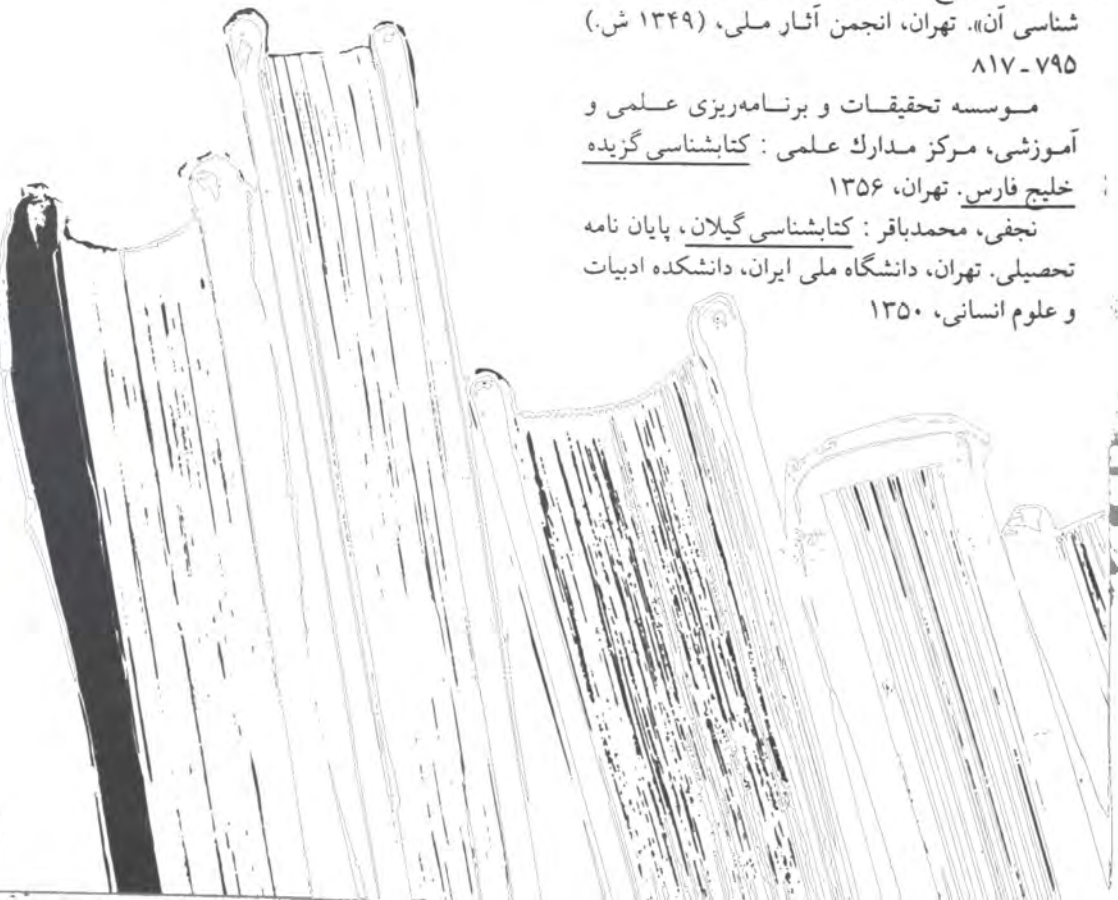 شناسی آن». تهران، انجمن آثار ملی، (۱۳۴۹ ش.)
۷۹۵-۸۱۷
موسسه تحقیقات و برنامه‌ریزی علمی و
آموزشی، مرکز مدارك علمی : کتابشناسی گزیده
خلیج فارس. تهران، ۱۳۵۶
نجفی، محمدباقر : کتابشناسی گیلان، پایان نامه
تحصیلی. تهران، دانشگاه ملی ایران، دانشکده ادبیات
و علوم انسانی، ۱۳۵۰